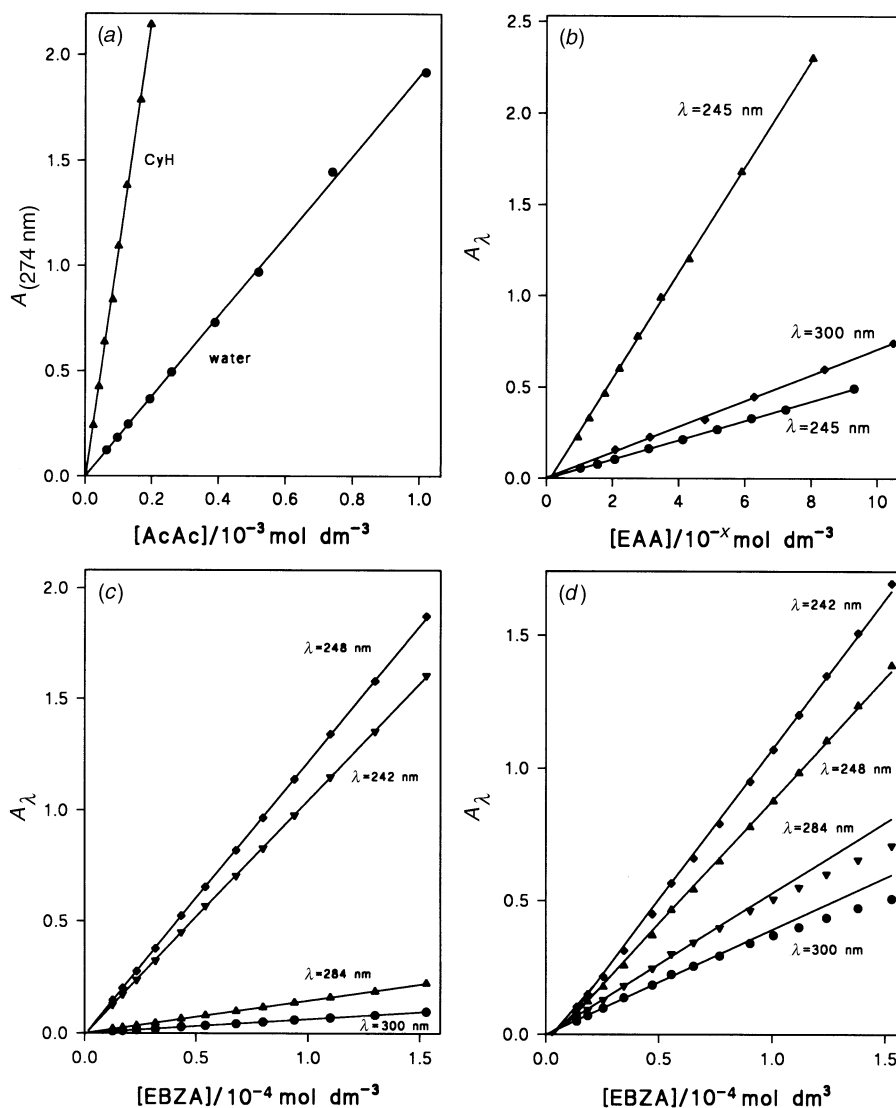 (a)
2.0
1.5
1.0
0.5
0.0
A(274 nm)
CyH
water
0.0 0.2 0.4 0.6 0.8 1.0
[AcAc]/10⁻³ mol dm⁻³
(b)
2.5
2.0
1.5
1.0
0.5
0.0
Aλ
λ=245 nm
λ=300 nm
λ=245 nm
0 2 4 6 8 10
[EAA]/10⁻ˣ mol dm⁻³
(c)
2.0
1.5
1.0
0.5
0.0
Aλ
λ=248 nm
λ=242 nm
λ=284 nm
λ=300 nm
0.0 0.5 1.0 1.5
[EBZA]/10⁻⁴ mol dm⁻³
(d)
1.5
1.0
0.5
0.0
Aλ
λ=242 nm
λ=248 nm
λ=284 nm
λ=300 nm
0.0 0.5 1.0 1.5
[EBZA]/10⁻⁴ mol dm³